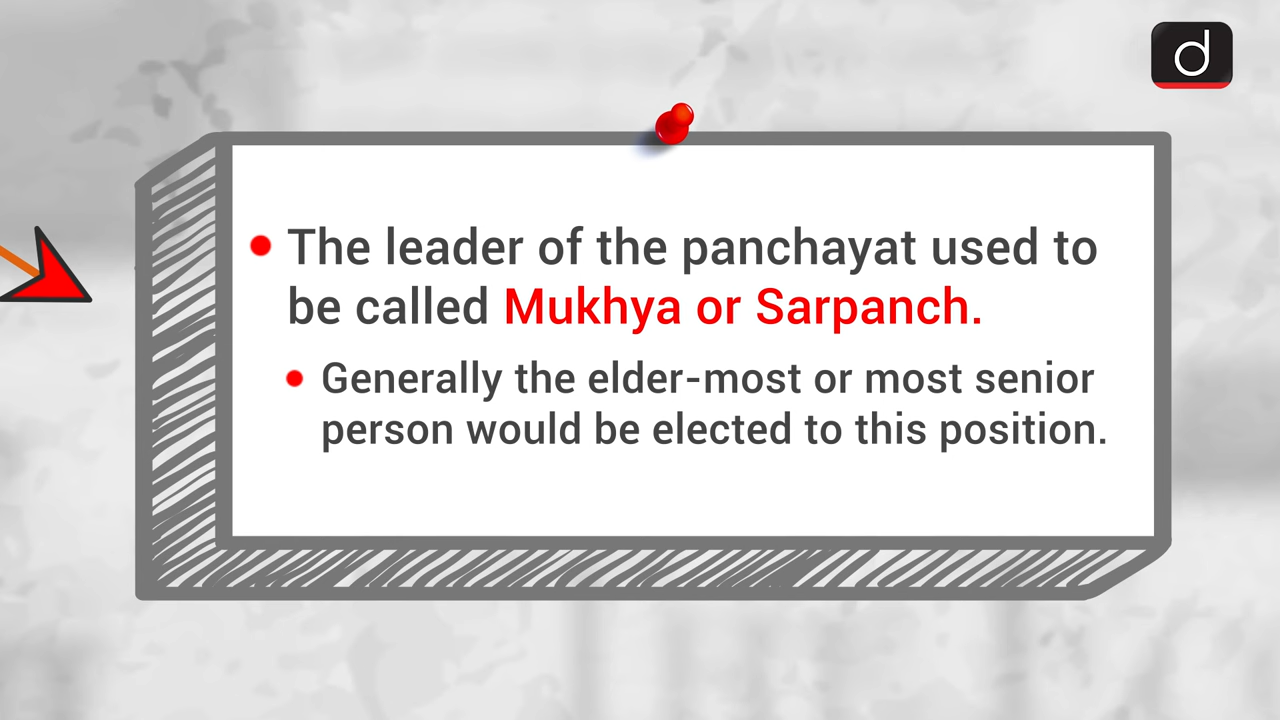 d
The leader of the panchayat used to
be called Mukhya or Sarpanch.
Generally the elder-most or most senior
person would be elected to this position.